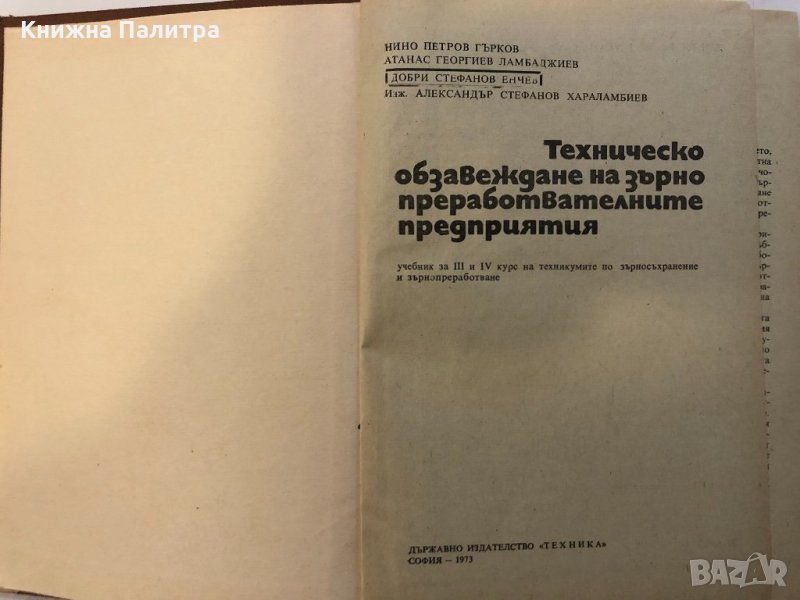 Книжна Палитра
НИНО ПЕТРОВ ГЪРКОВ
АТАНАС ГЕОРГИЕВ ЛАМБАДЖИЕВ
ДОБРИ СТЕФАНОВ ЕНЧЕВ
Инж. АЛЕКСАНДЪР СТЕФАНОВ ХАРАЛАМБИЕВ
Техническо
обзавеждане на зърно
преработвателните
предприятия
учебник за III и IV курс на техникумите по зърносъхранение
и зърнопреработване
ДЪРЖАВНО ИЗДАТЕЛСТВО «ТЕХНИКА»
СОФИЯ — 1973
BAZAR